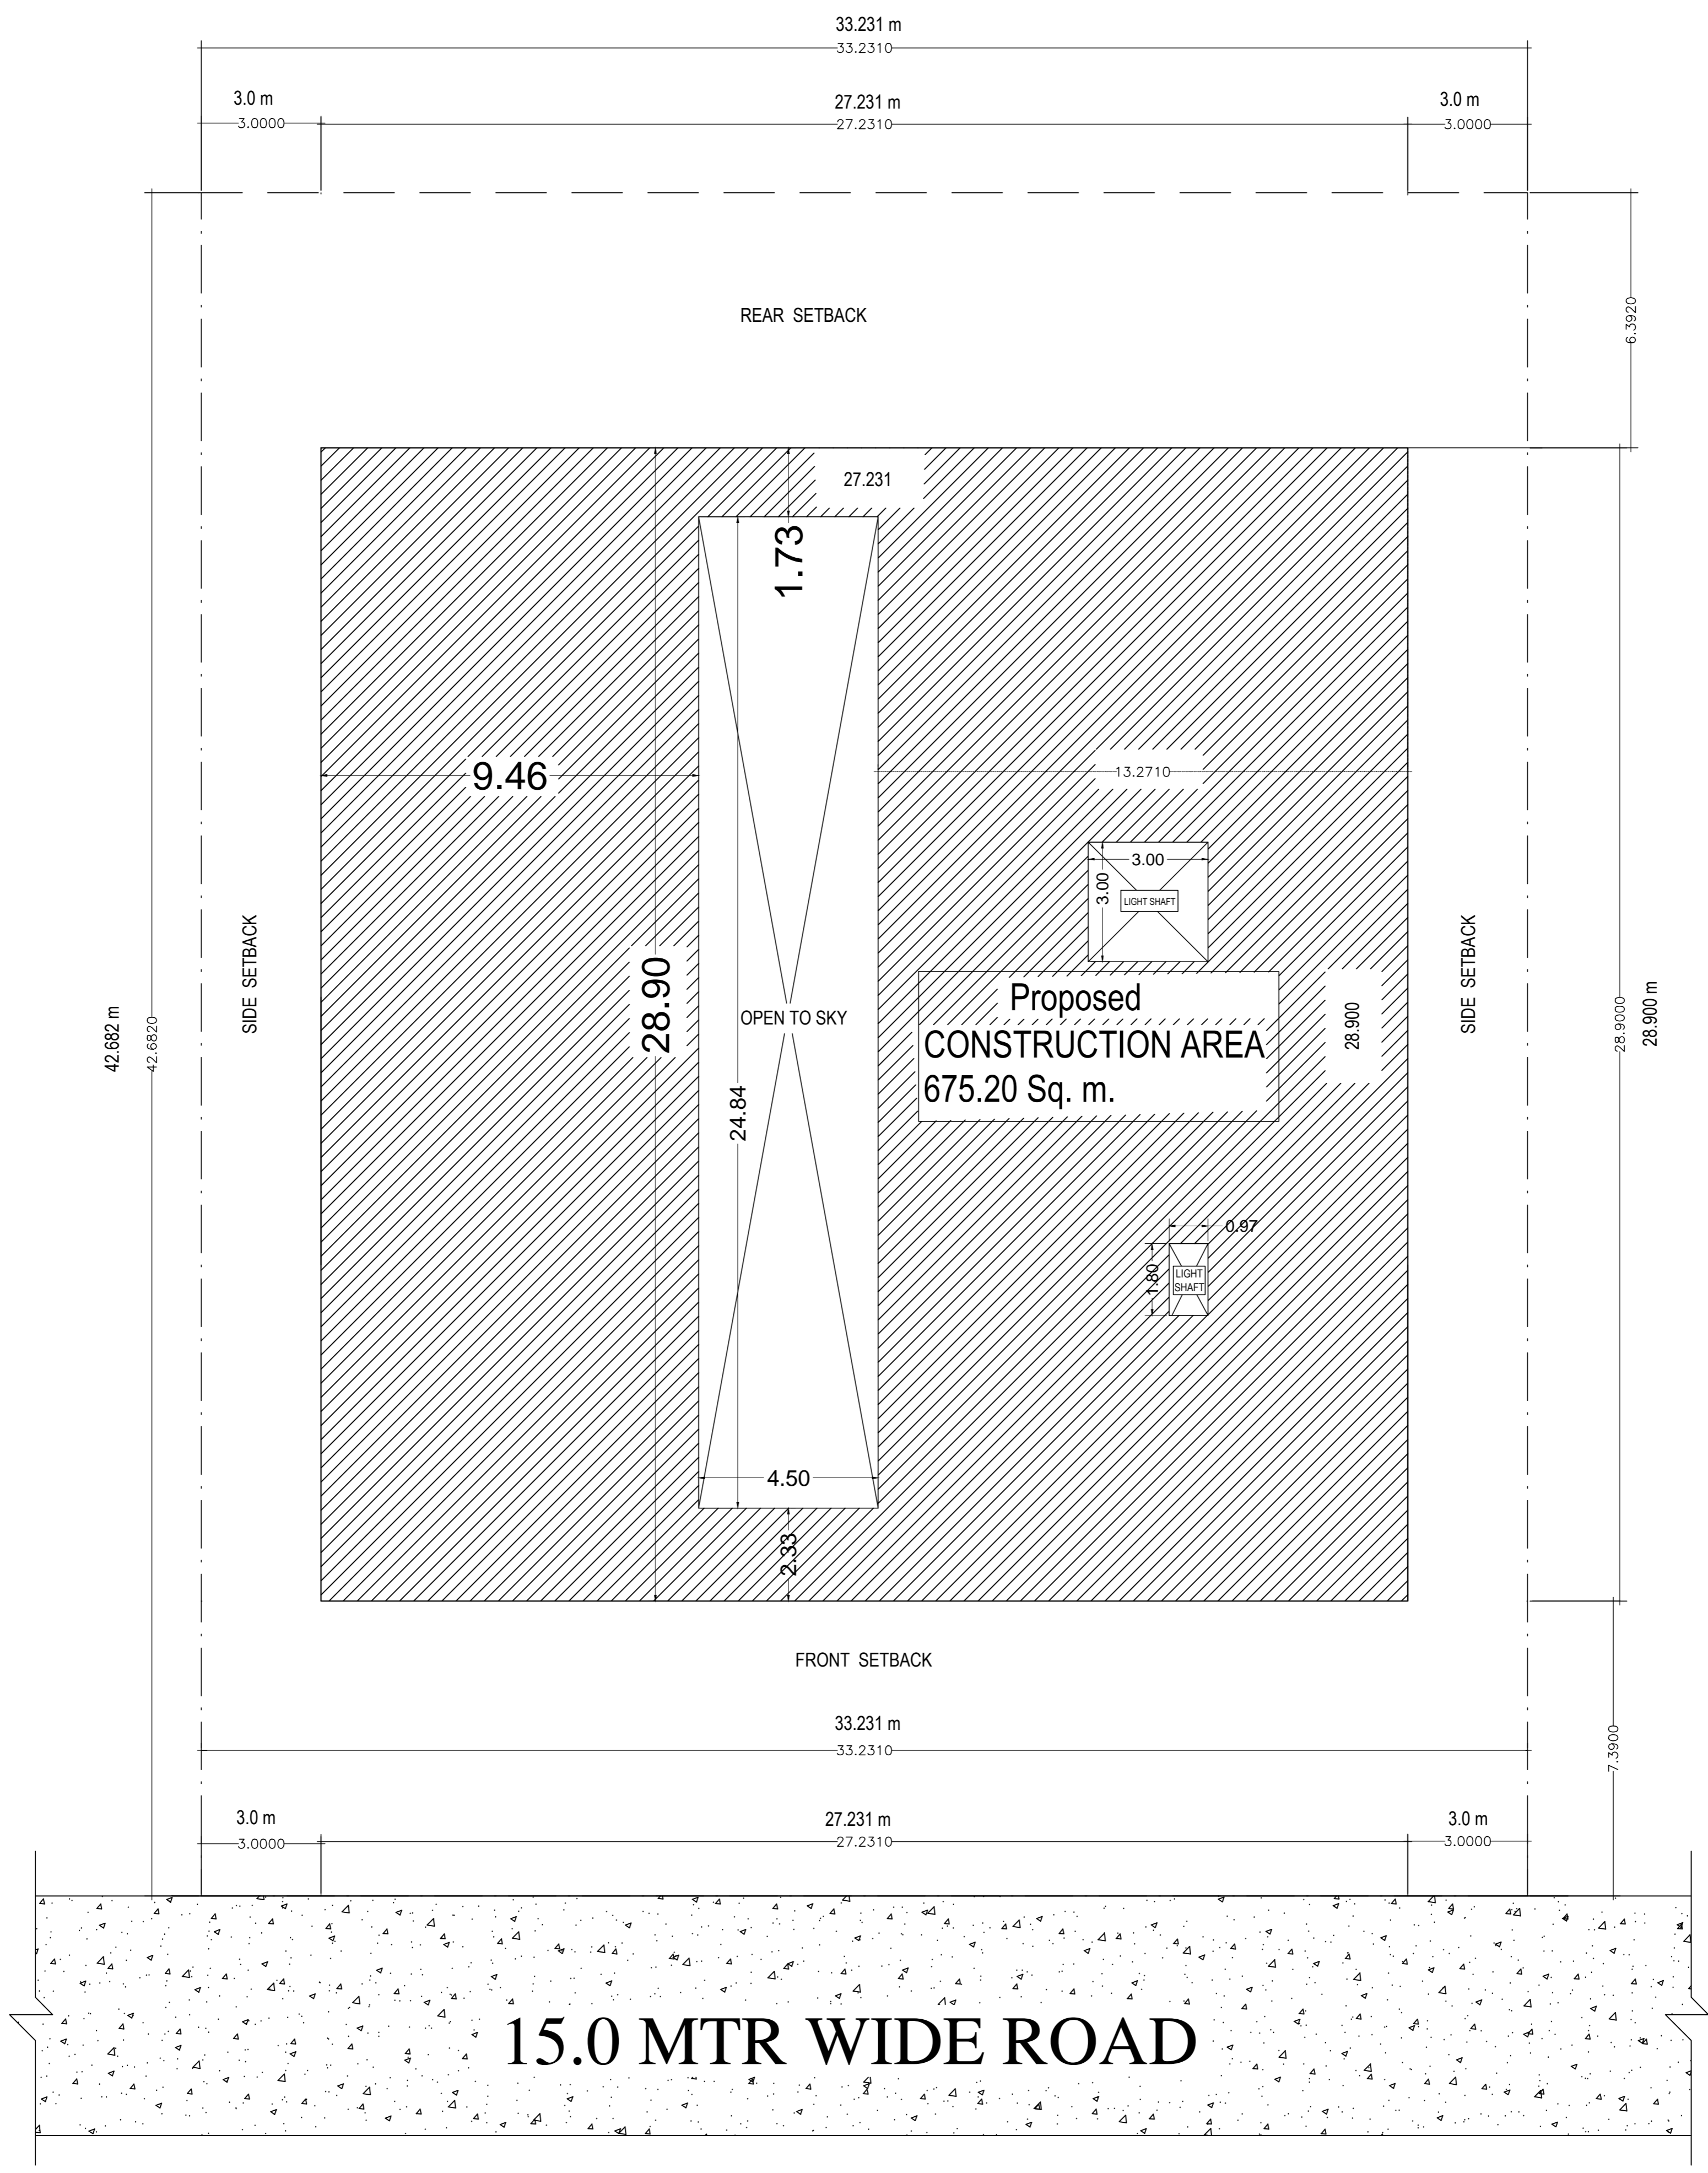 33.231 m
33.2310
3.0 m
27.231 m
3.0 m
3.0000
27.2310
3.0000
6.3920
REAR SETBACK
27.231
1.73
9.46
13.2710
3.00
3.00
LIGHT SHAFT
SIDE SETBACK
SIDE SETBACK
28.90
Proposed
CONSTRUCTION AREA
675.20 Sq. m.
28.900
42.682 m
42.6820
OPEN TO SKY
28.9000
28.900 m
24.84
0.97
1.80
LIGHT
SHAFT
4.50
2.33
FRONT SETBACK
33.231 m
33.2310
7.3900
3.0 m
27.231 m
3.0 m
3.0000
27.2310
3.0000
15.0 MTR WIDE ROAD